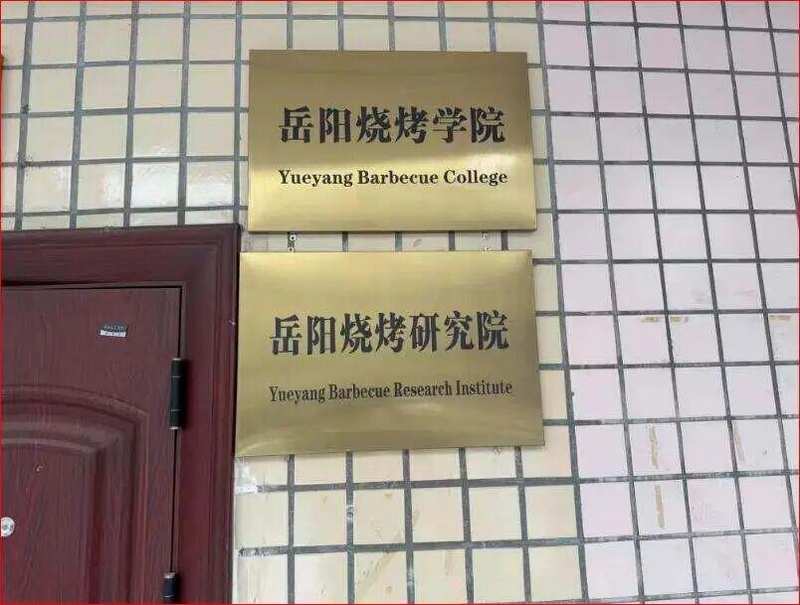 岳阳烧烤学院
Yueyang Barbecue College
岳阳烧烤研究院
Yueyang Barbecue Research Institute